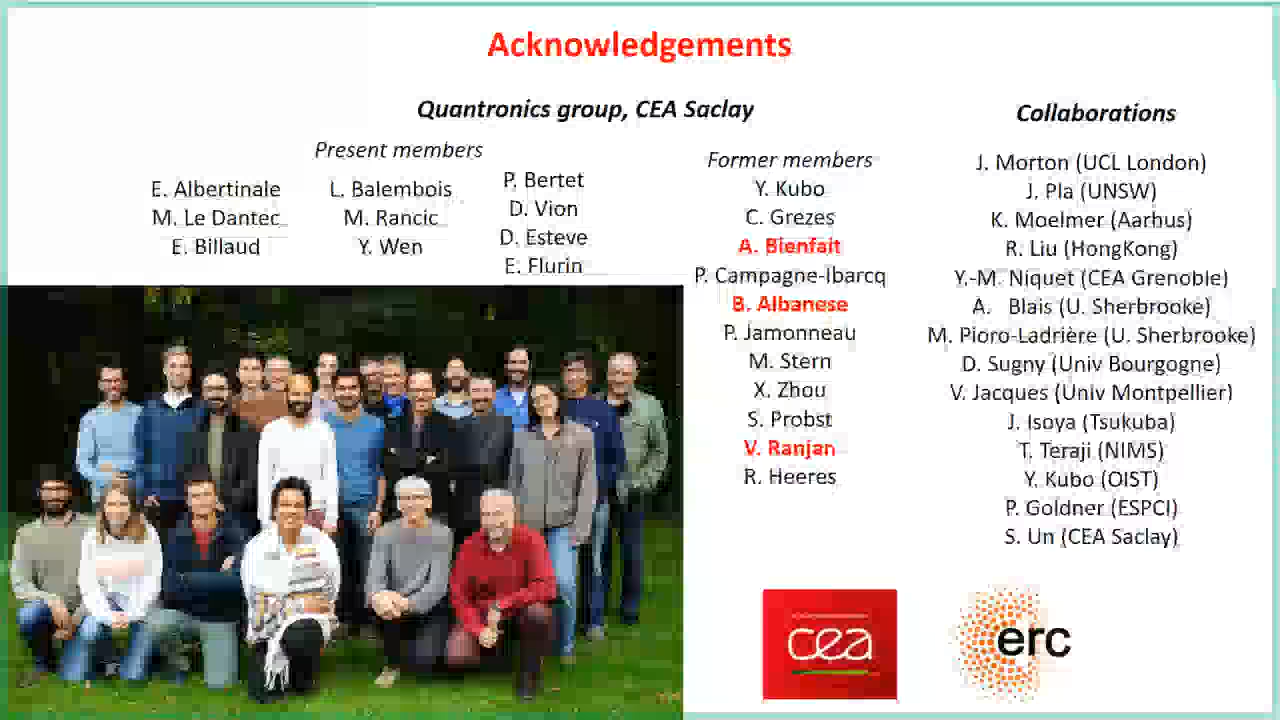 Acknowledgements
Quantronics group, CEA Saclay
Present members
E. Albertinale
M. Le Dantec
E. Billaud
L. Balembois
M. Rancic
Y. Wen
P. Bertet
D. Vion
D. Esteve
E. Flurin
Former members
Y. Kubo
C. Grezes
A. Bienfait
P. Campagne-Ibarcq
B. Albanese
P. Jamonneau
M. Stern
X. Zhou
S. Probst
V. Ranjan
R. Heeres
Collaborations
J. Morton (UCL London)
J. Pla (UNSW)
K. Moelmer (Aarhus)
R. Liu (HongKong)
Y.-M. Niquet (CEA Grenoble)
A. Blais (U. Sherbrooke)
M. Pioro-Ladrière (U. Sherbrooke)
D. Sugny (Univ Bourgogne)
V. Jacques (Univ Montpellier)
J. Isoya (Tsukuba)
T. Teraji (NIMS)
Y. Kubo (OIST)
P. Goldner (ESPCI)
S. Un (CEA Saclay)
cea
erc